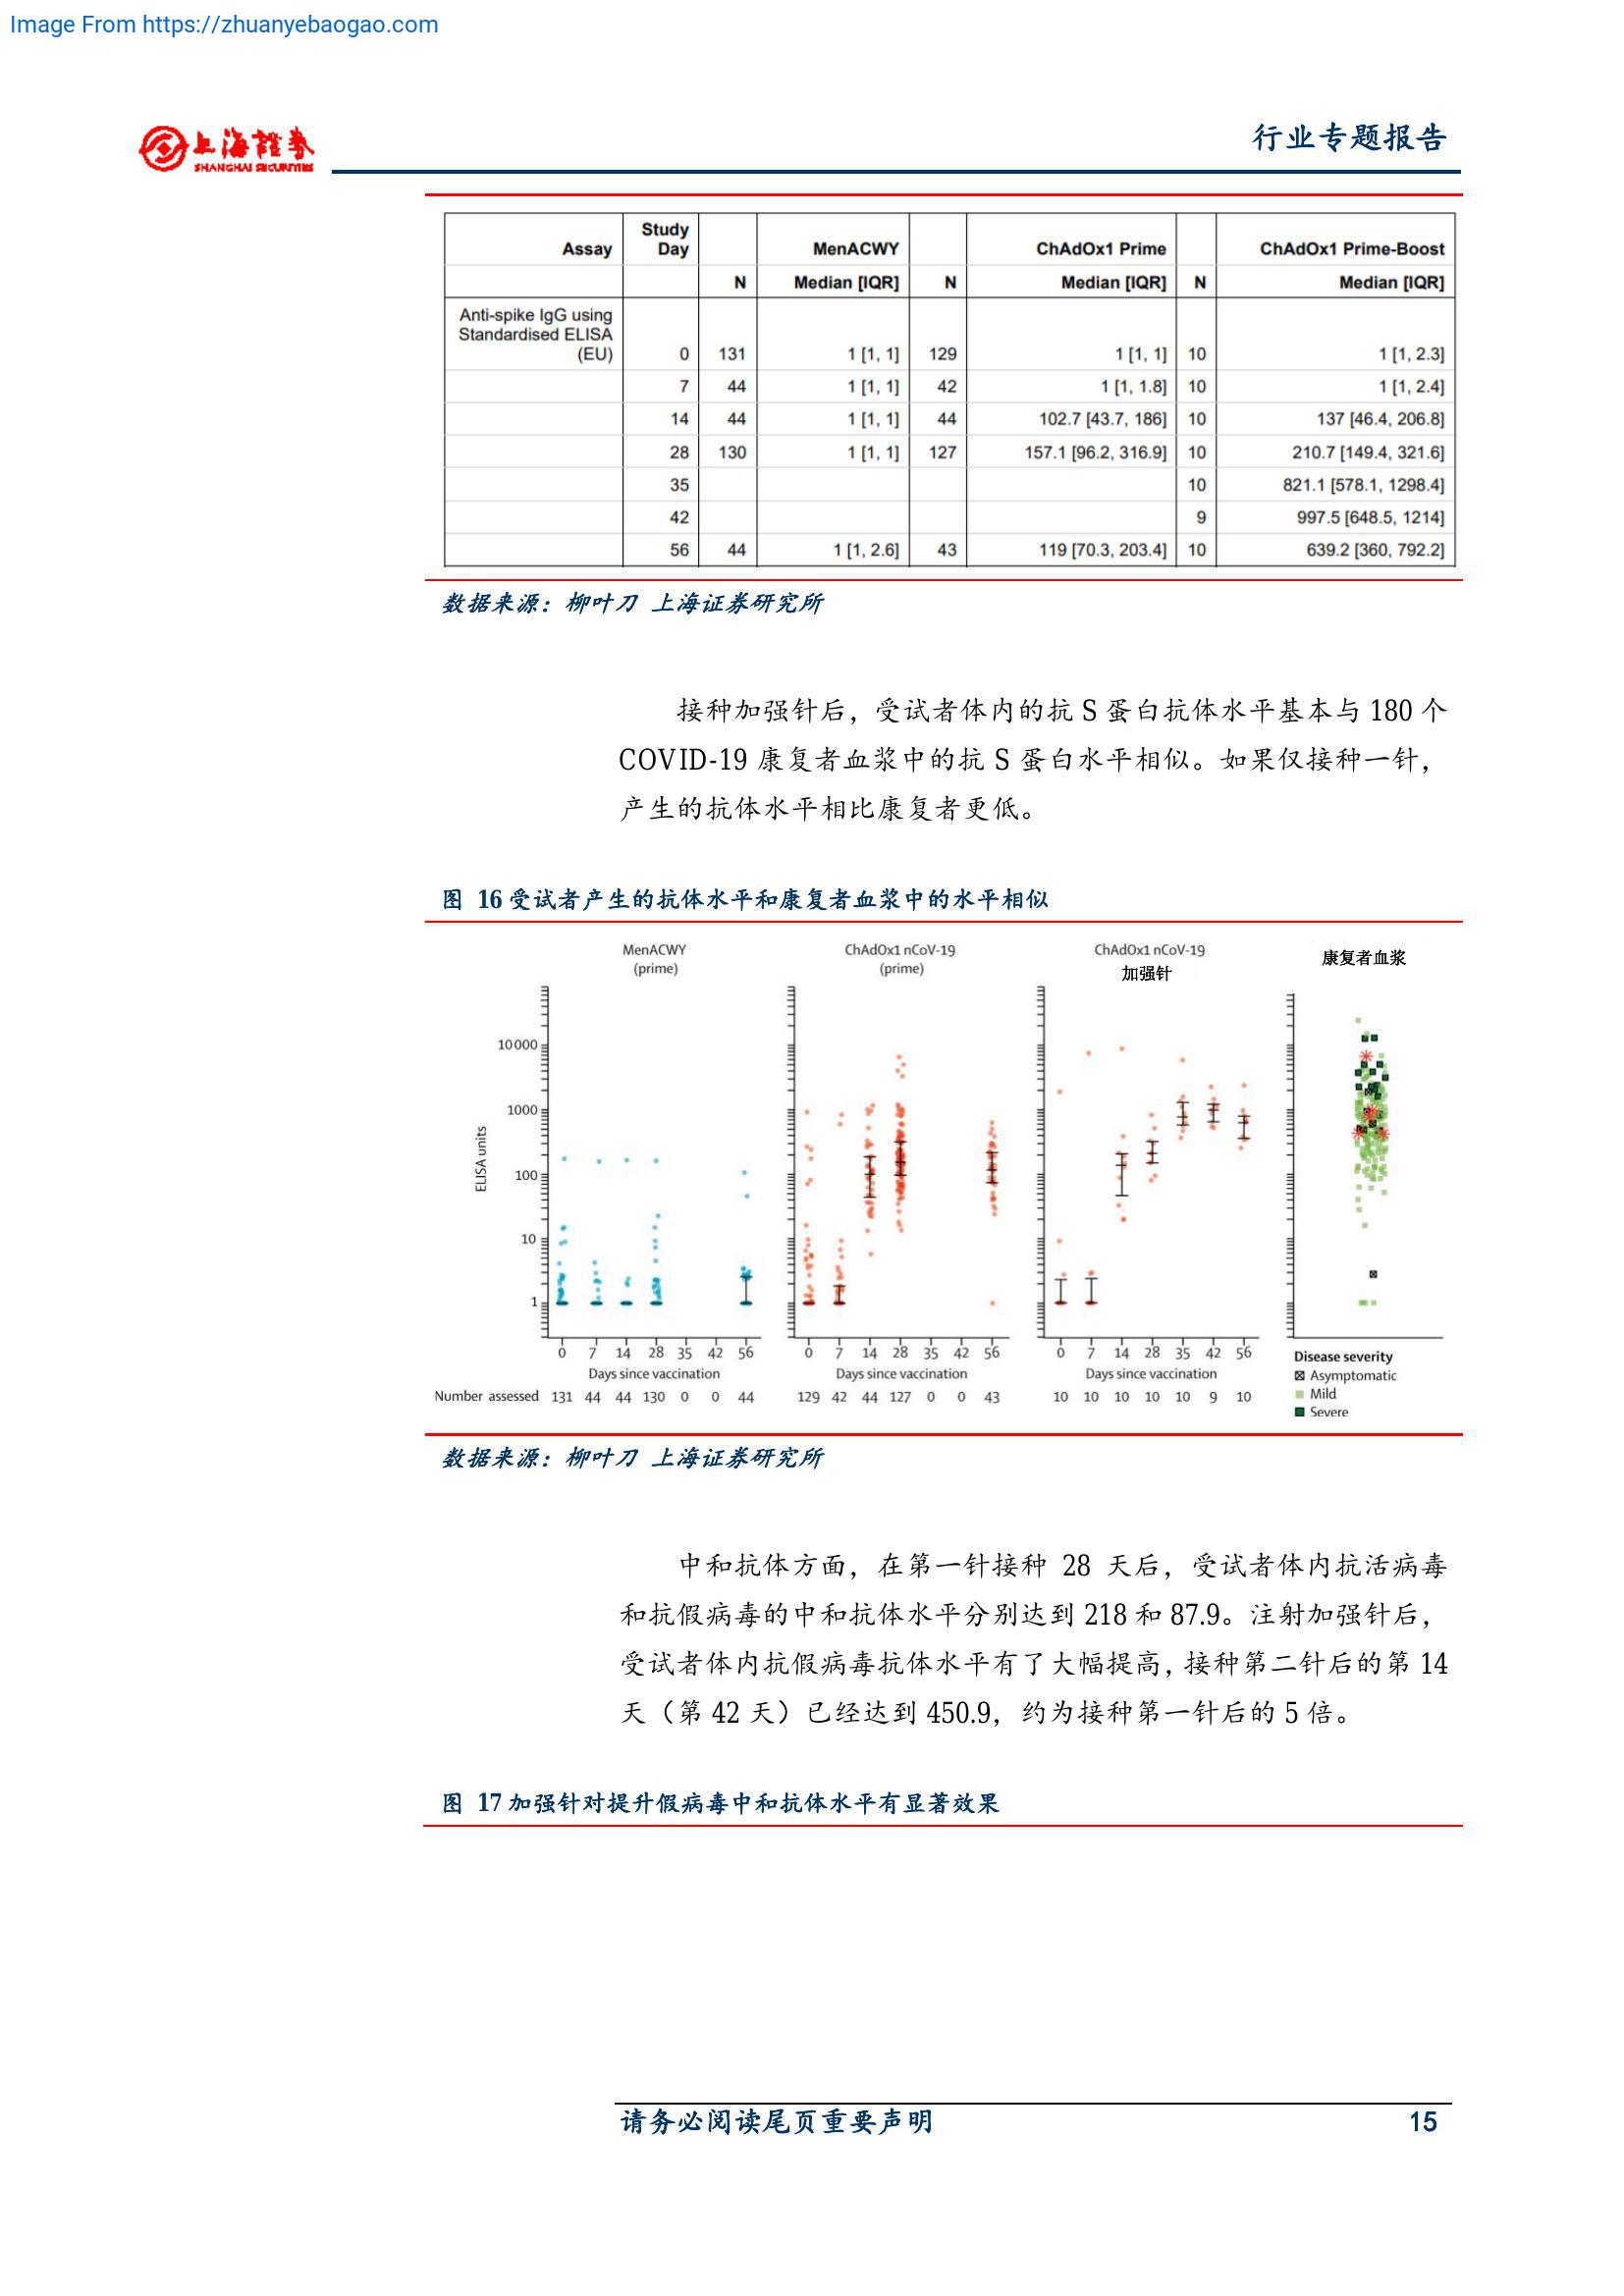 Image From https://zhuanyebaogao.com
上海證券
SHANGHAI SECURITIES
行业专题报告
Assay Study Day MenACWY ChAdOx1 Prime ChAdOx1 Prime-Boost
N Median [IQR] N Median [IQR] N Median [IQR]
Anti-spike IgG using
Standardised ELISA
(EU) 0 131 1 [1, 1] 129 1 [1, 1] 10 1 [1, 2.3]
7 44 1 [1, 1] 42 1 [1, 1.8] 10 1 [1, 2.4]
14 44 1 [1, 1] 44 102.7 [43.7, 186] 10 137 [46.4, 206.8]
28 130 1 [1, 1] 127 157.1 [96.2, 316.9] 10 210.7 [149.4, 321.6]
35 10 821.1 [578.1, 1298.4]
42 9 997.5 [648.5, 1214]
56 44 1 [1, 2.6] 43 119 [70.3, 203.4] 10 639.2 [360, 792.2]
数据来源：柳叶刀 上海证券研究所
接种加强针后，受试者体内的抗 S 蛋白抗体水平基本与 180 个
COVID-19 康复者血浆中的抗 S 蛋白水平相似。如果仅接种一针，
产生的抗体水平相比康复者更低。
图 16 受试者产生的抗体水平和康复者血浆中的水平相似
MenACWY
(prime)
ChAdOx1 nCoV-19
(prime)
ChAdOx1 nCoV-19
加强针
康复者血浆
ELISA units
10 000
1000
100
10
1
0 7 14 28 35 42 56
Days since vaccination
0 7 14 28 35 42 56
Days since vaccination
0 7 14 28 35 42 56
Days since vaccination
Number assessed 131 44 44 130 0 0 44 129 42 44 127 0 0 43 10 10 10 10 10 9 10
Disease severity
Asymptomatic
Mild
Severe
数据来源：柳叶刀 上海证券研究所
中和抗体方面，在第一针接种 28 天后，受试者体内抗活病毒
和抗假病毒的中和抗体水平分别达到 218 和 87.9。注射加强针后，
受试者体内抗假病毒抗体水平有了大幅提高，接种第二针后的第 14
天（第 42 天）已经达到 450.9，约为接种第一针后的 5 倍。
图 17 加强针对提升假病毒中和抗体水平有显著效果
请务必阅读尾页重要声明
15